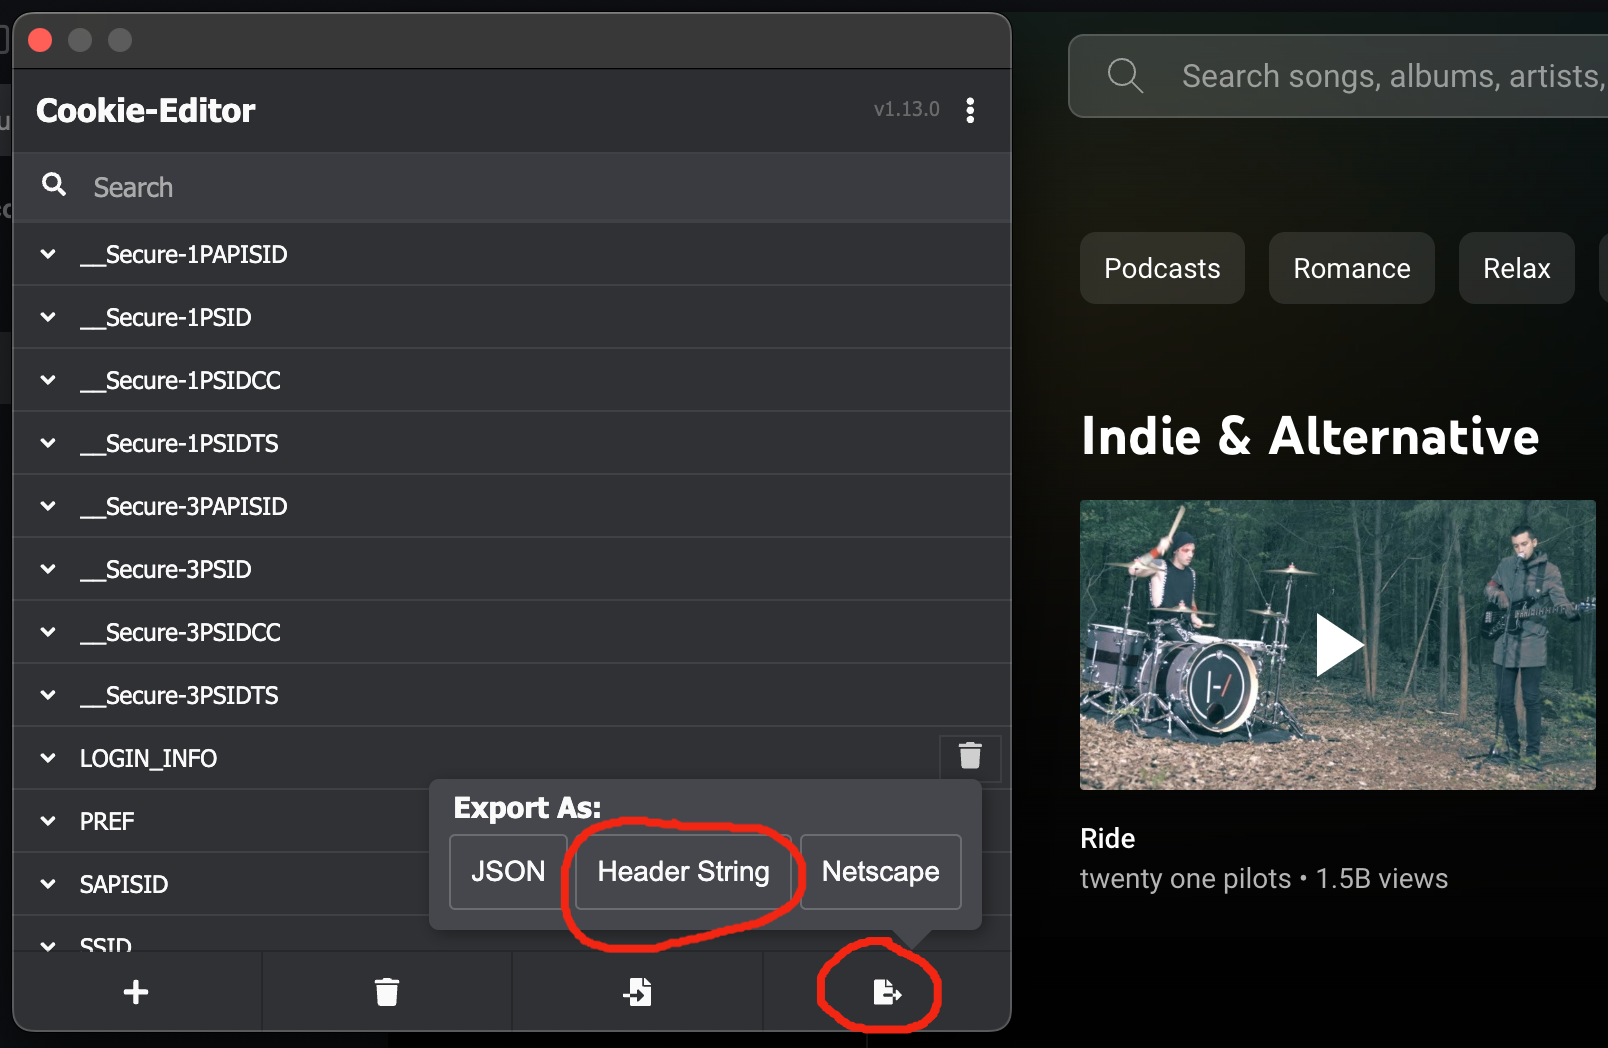 Cookie-Editor
v1.13.0
Search
__Secure-1PAPISID
__Secure-1PSID
__Secure-1PSIDCC
__Secure-1PSIDTS
__Secure-3PAPISID
__Secure-3PSID
__Secure-3PSIDCC
__Secure-3PSIDTS
LOGIN_INFO
PREF
SAPISID
SSID
Export As:
JSON
Header String
Netscape
Search songs, albums, artists,
Podcasts
Romance
Relax
Indie & Alternative
Ride
twenty one pilots • 1.5B views